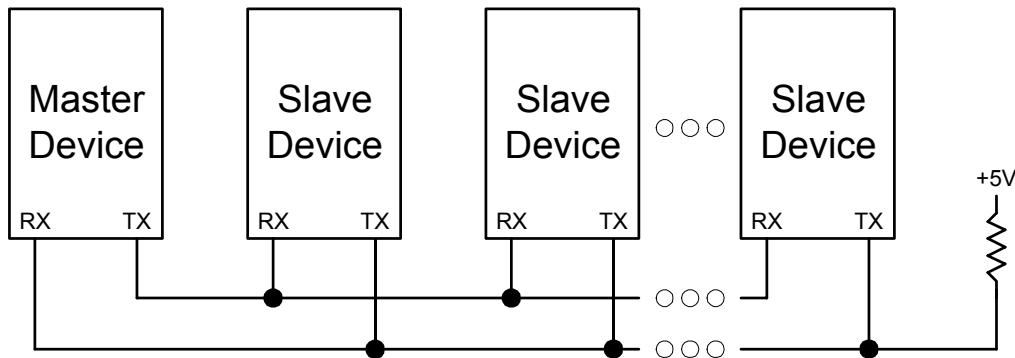 Master
Device
Slave
Device
Slave
Device
Slave
Device
+5V
RX TX
RX TX
RX TX
RX TX